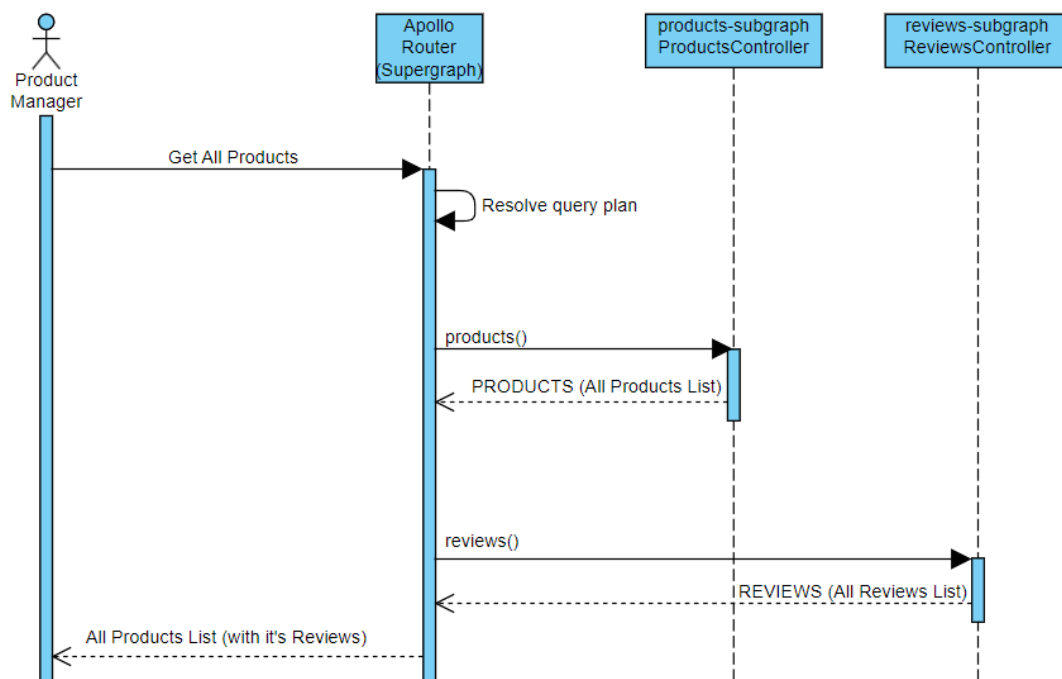 Apollo
Router
(Supergraph)
products-subgraph
ProductsController
reviews-subgraph
ReviewsController
Product
Manager
Get All Products
Resolve query plan
products()
PRODUCTS (All Products List)
reviews()
REVIEWS (All Reviews List)
All Products List (with it's Reviews)